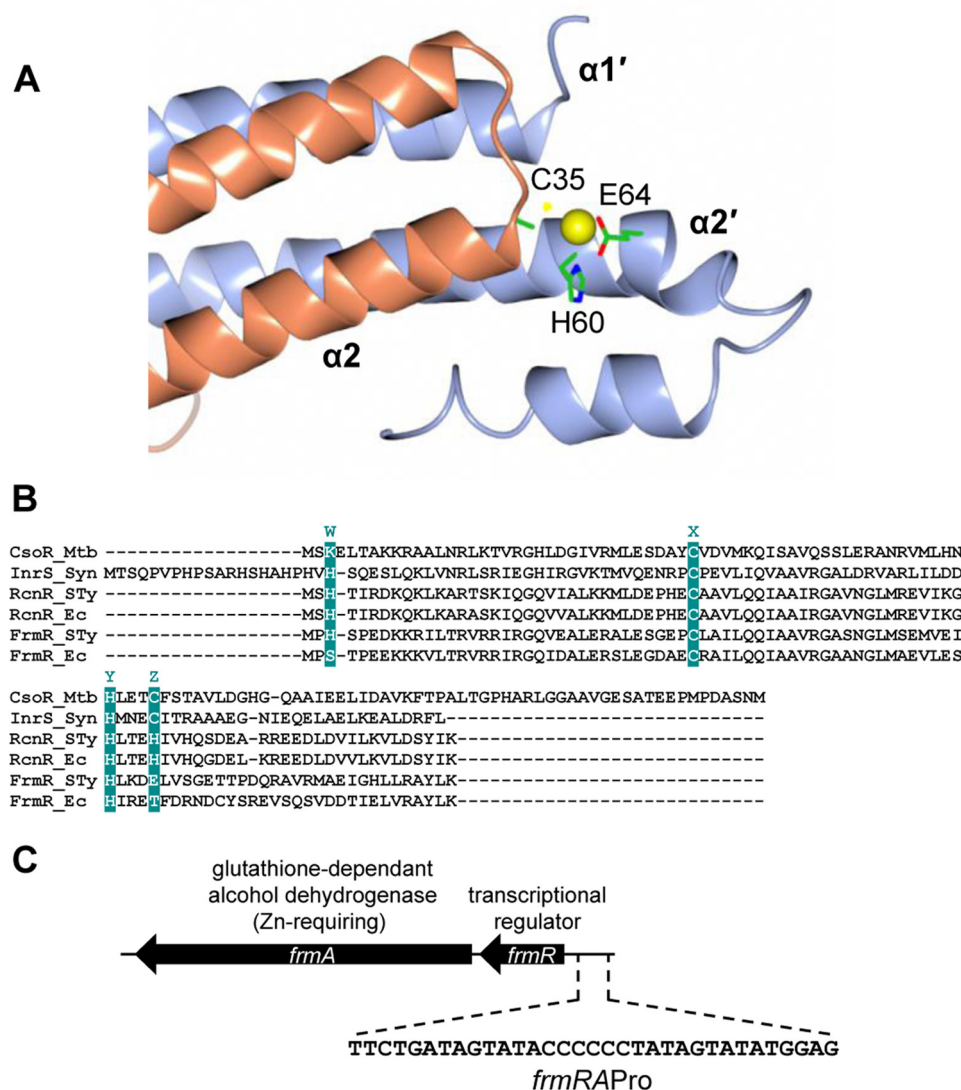 A
α1′
C35
E64
α2′
H60
α2
B
W X
CsoR_Mtb -------------------MSKELTAKKRAALNRLKTVRGHLDGIVRMLESDAYCVDVMKQISAVQSSLERANRVMLHN
InrS_Syn MTSQPVPHPSARHSHAHPHVH-SQESLQKLVNRLSRIEGHIRGVKTMVQENRPCPEVLIQVAAVRGALDRVARLILDD
RcnR_STy -------------------MSH-TIRDKQKLKARTSKIQGQVIALKKMLDEPHECAAVLQQIAAIRGAVNGLMREVIKG
RcnR_Ec -------------------MSH-TIRDKQKLKARASKIQGQVVALKKMLDEPHECAAVLQQIAAIRGAVNGLMREVIKG
FrmR_STy -------------------MPH-SPEDKKRILTRVRRIRGQVEALERALESGEPCLAILQQIAAVRGASNGLMSEMVEI
FrmR_Ec -------------------MPS-TPEEKKKVLTRVRRIRGQIDALERSLEGDAECRAILQQIAAVRGAANGLMAEVLES
Y Z
CsoR_Mtb HLETCFSTAVLDGHG-QAAIEELIDAVKFTPALTGPHARLGGAAVGESATEEPMPDASNM
InrS_Syn HMNECITRAAAEG-NIEQELAELKEALDRFL-----------------------------
RcnR_STy HLTEHIVHQSDEA-RREEDLDVILKVLDSYIK----------------------------
RcnR_Ec HLTEHIVHQGDEL-KREEDLDVVLKVLDSYIK----------------------------
FrmR_STy HLKDELVSGETTPDQRAVRMAEIGHLLRAYLK----------------------------
FrmR_Ec HIRETFDRNDCYSREVSQSVDDTIELVRAYLK----------------------------
C
glutathione-dependant
alcohol dehydrogenase
(Zn-requiring)
transcriptional
regulator
frmA
frmR
TTCTGATAGTATACCCCCCTATAGTATATGGAG
frmRAPro